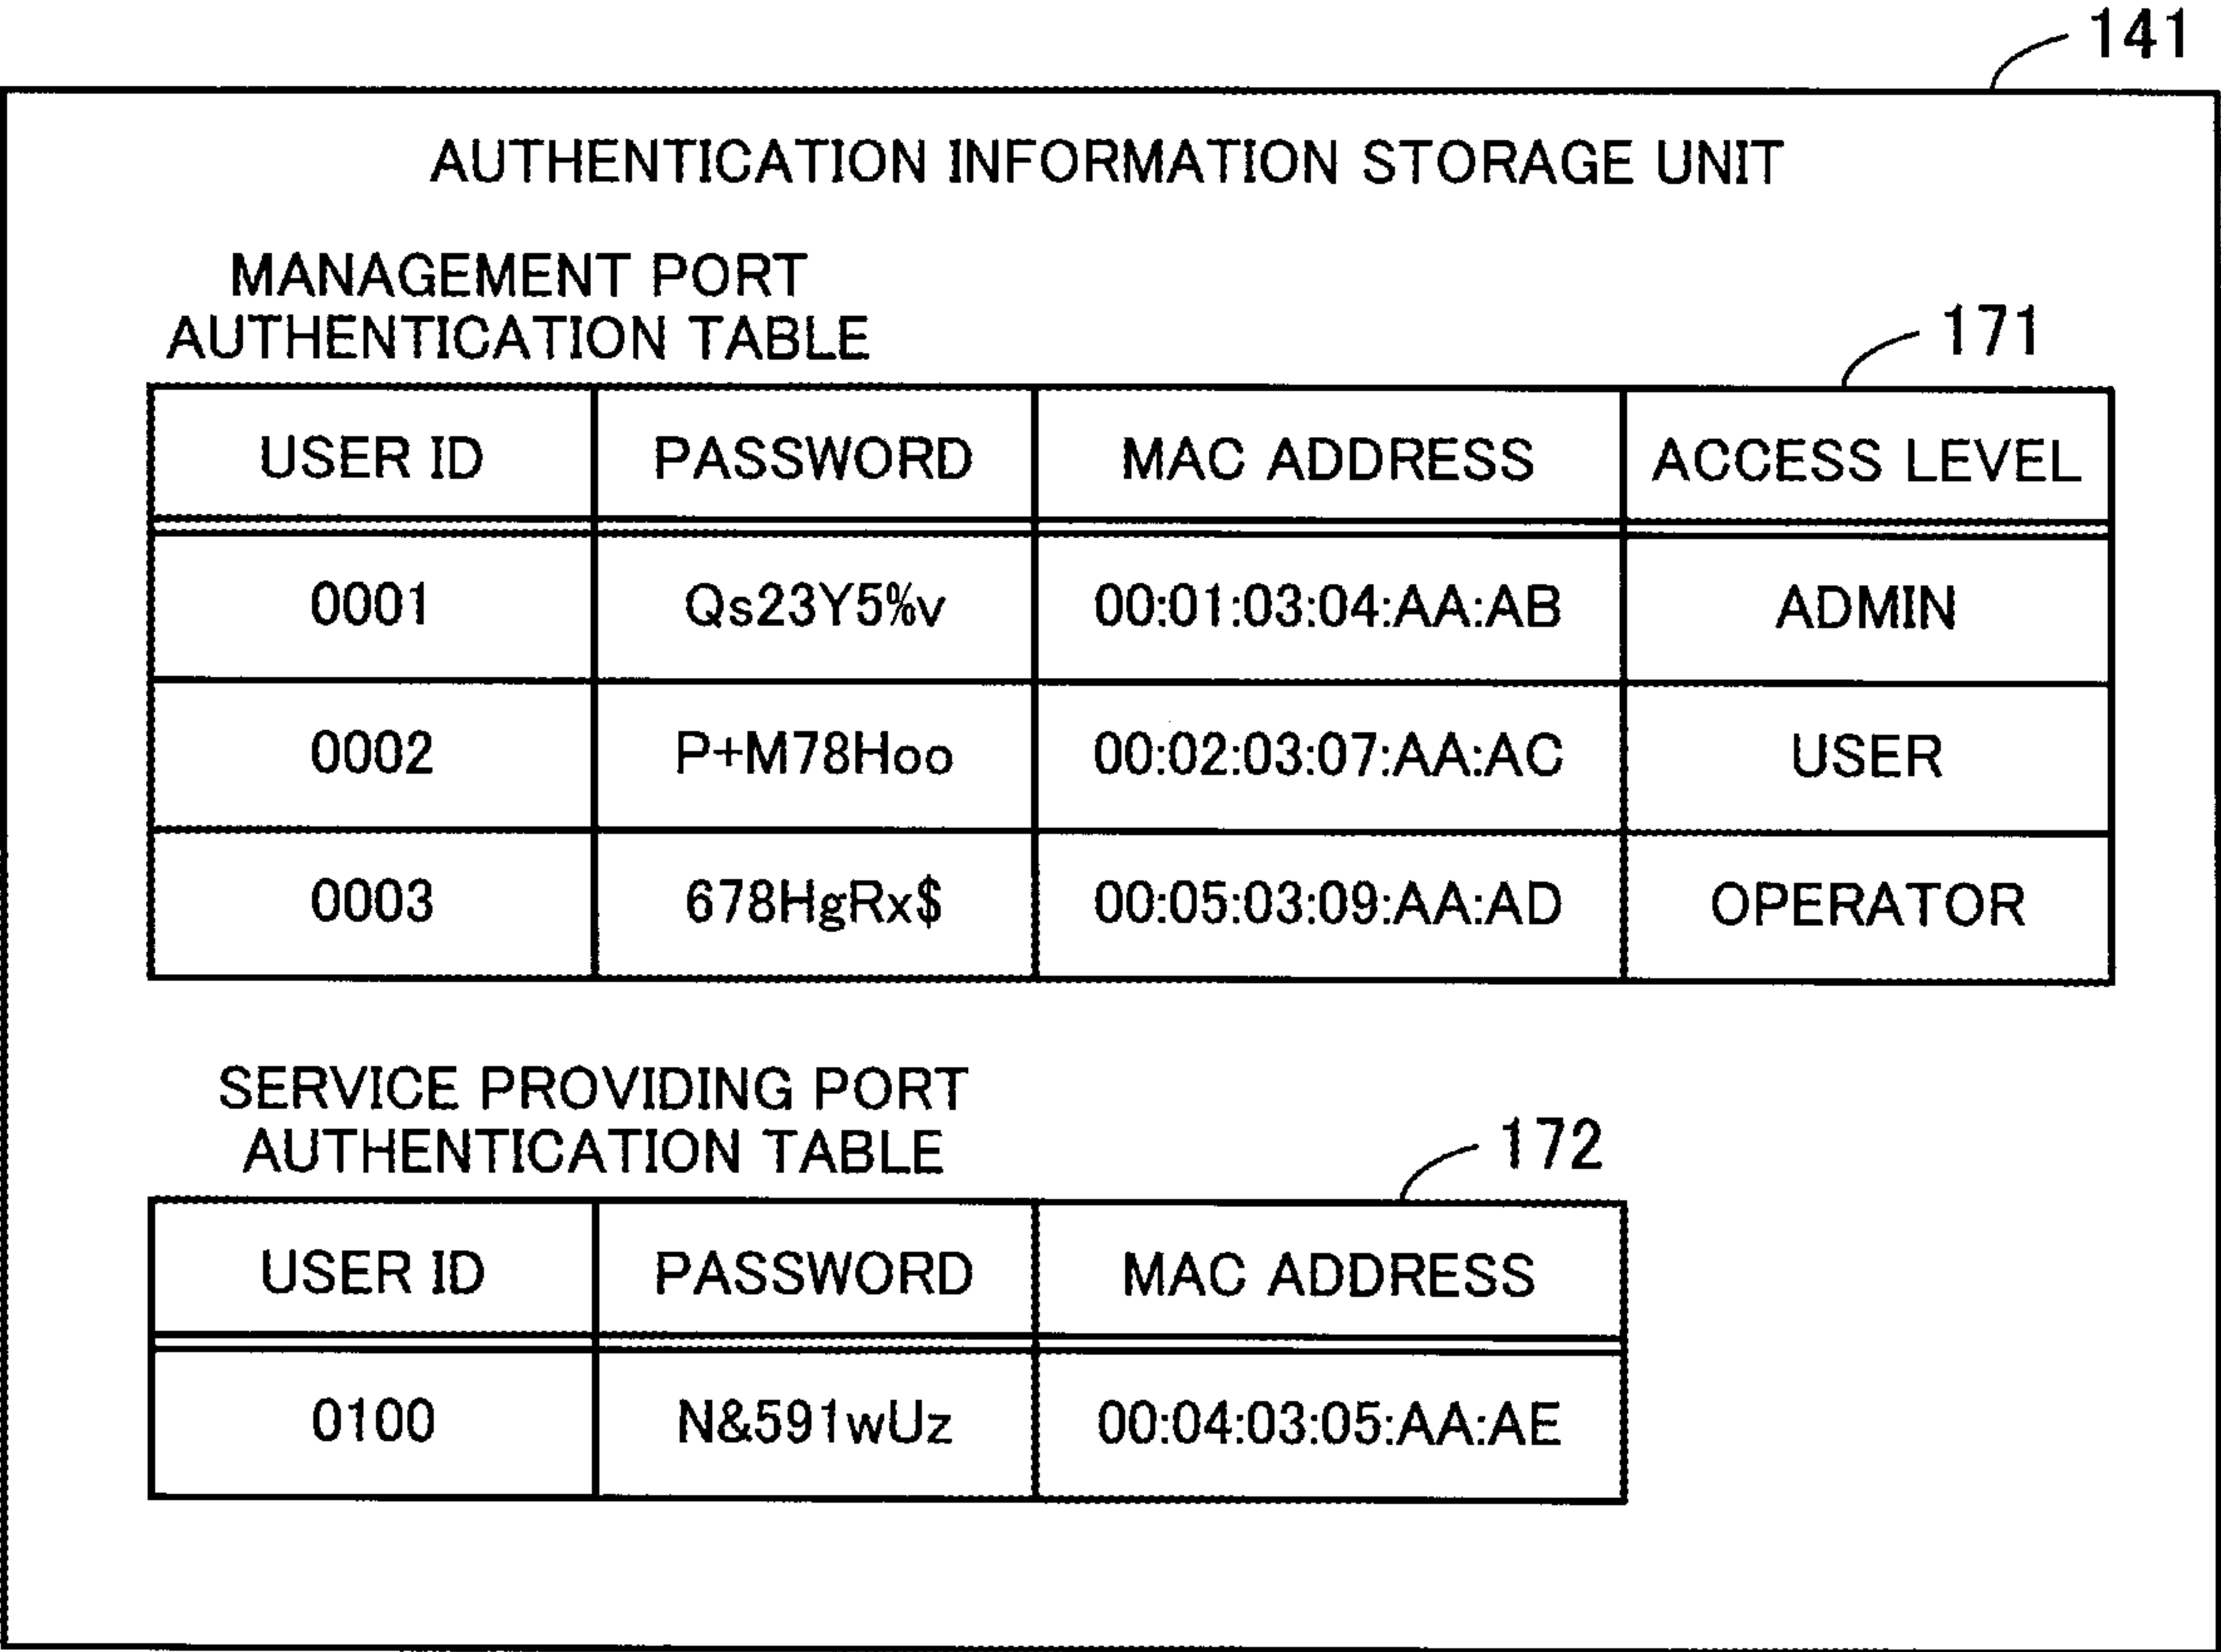 141
AUTHENTICATION INFORMATION STORAGE UNIT
MANAGEMENT PORT
AUTHENTICATION TABLE
171
USER ID PASSWORD MAC ADDRESS ACCESS LEVEL
0001 Qs23Y5%v 00:01:03:04:AA:AB ADMIN
0002 P+M78Hoo 00:02:03:07:AA:AC USER
0003 678HgRx$ 00:05:03:09:AA:AD OPERATOR
SERVICE PROVIDING PORT
AUTHENTICATION TABLE
172
USER ID PASSWORD MAC ADDRESS
0100 N&591wUz 00:04:03:05:AA:AE